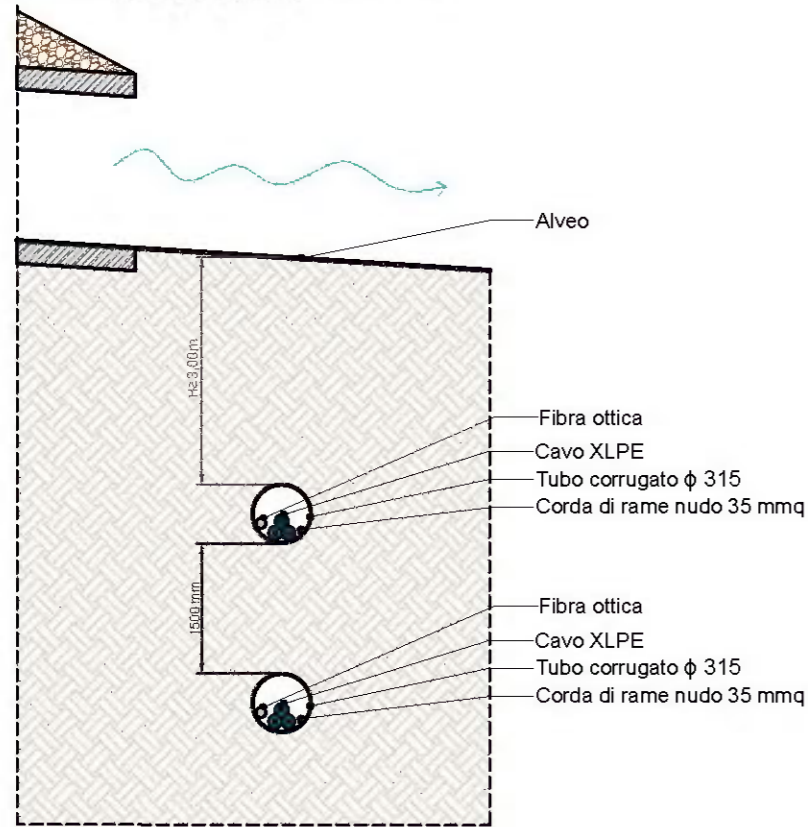 Alveo
H≥3,00m
Fibra ottica
Cavo XLPE
Tubo corrugato ϕ 315
Corda di rame nudo 35 mmq
1500 mm
Fibra ottica
Cavo XLPE
Tubo corrugato ϕ 315
Corda di rame nudo 35 mmq